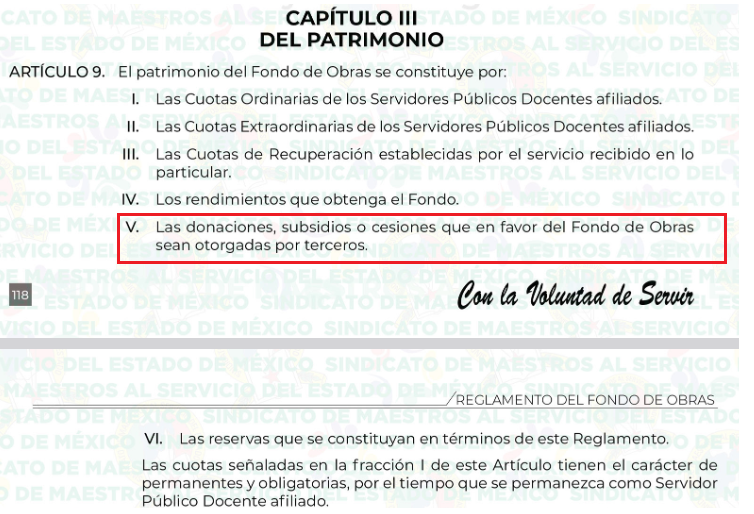 CAPÍTULO III
DEL PATRIMONIO
ARTÍCULO 9. El patrimonio del Fondo de Obras se constituye por:
I. Las Cuotas Ordinarias de los Servidores Públicos Docentes afiliados.
II. Las Cuotas Extraordinarias de los Servidores Públicos Docentes afiliados.
III. Las Cuotas de Recuperación establecidas por el servicio recibido en lo
particular.
IV. Los rendimientos que obtenga el Fondo.
V. Las donaciones, subsidios o cesiones que en favor del Fondo de Obras
sean otorgadas por terceros.
118 Con la Voluntad de Servir
REGLAMENTO DEL FONDO DE OBRAS
VI. Las reservas que se constituyan en términos de este Reglamento.
Las cuotas señaladas en la fracción I de este Artículo tienen el carácter de
permanentes y obligatorias, por el tiempo que se permanezca como Servidor
Público Docente afiliado.